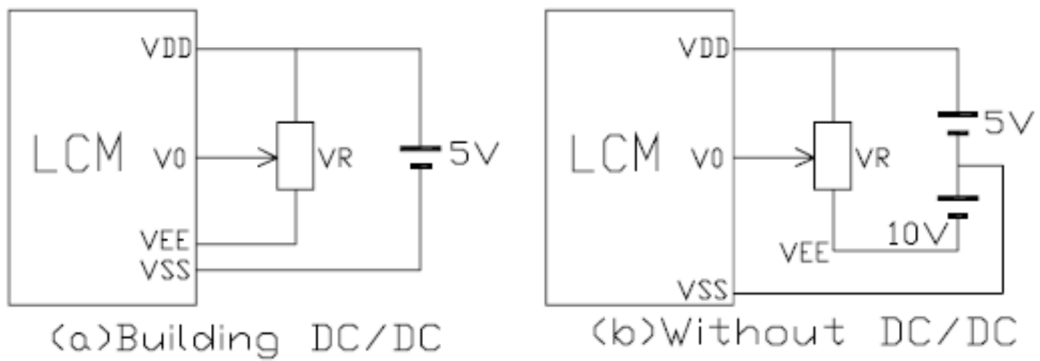 VDD
LCM
V0
VR
5V
VEE
VSS
(a)Building DC/DC
VDD
LCM
V0
VR
5V
10V
VEE
VSS
(b)Without DC/DC